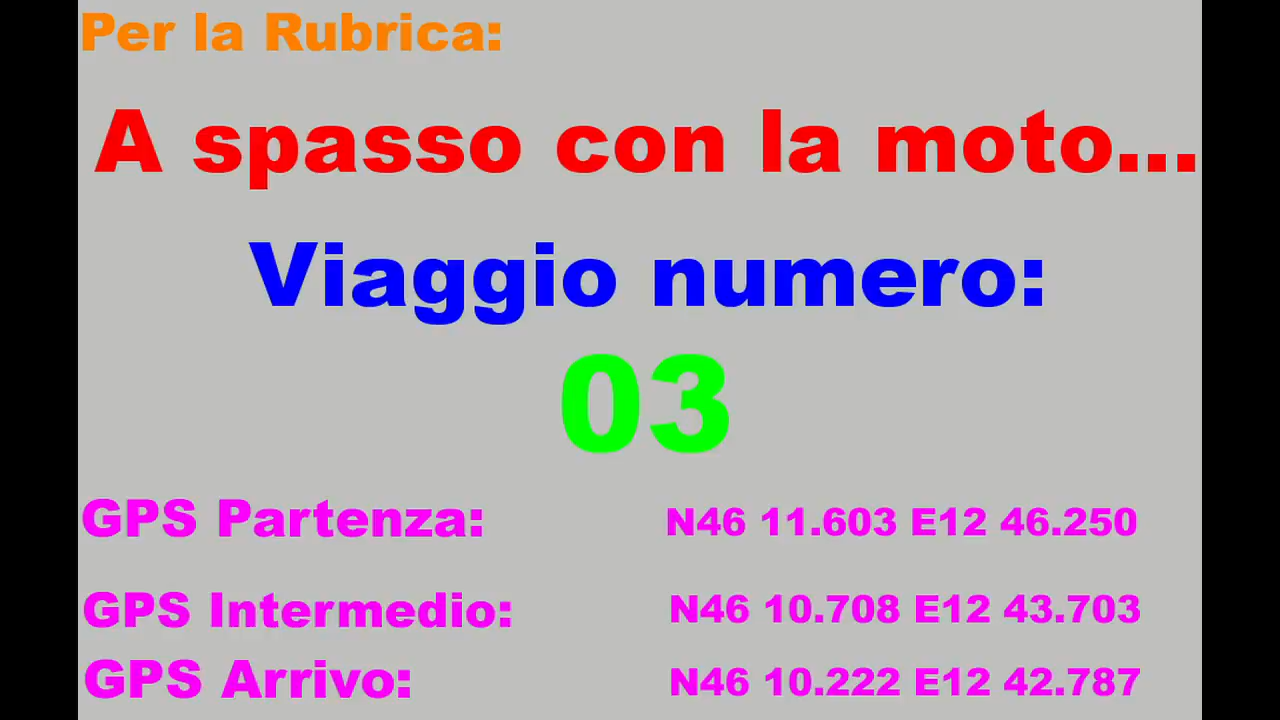 Per la Rubrica:
A spasso con la moto...
Viaggio numero:
03
GPS Partenza: N46 11.603 E12 46.250
GPS Intermedio: N46 10.708 E12 43.703
GPS Arrivo: N46 10.222 E12 42.787